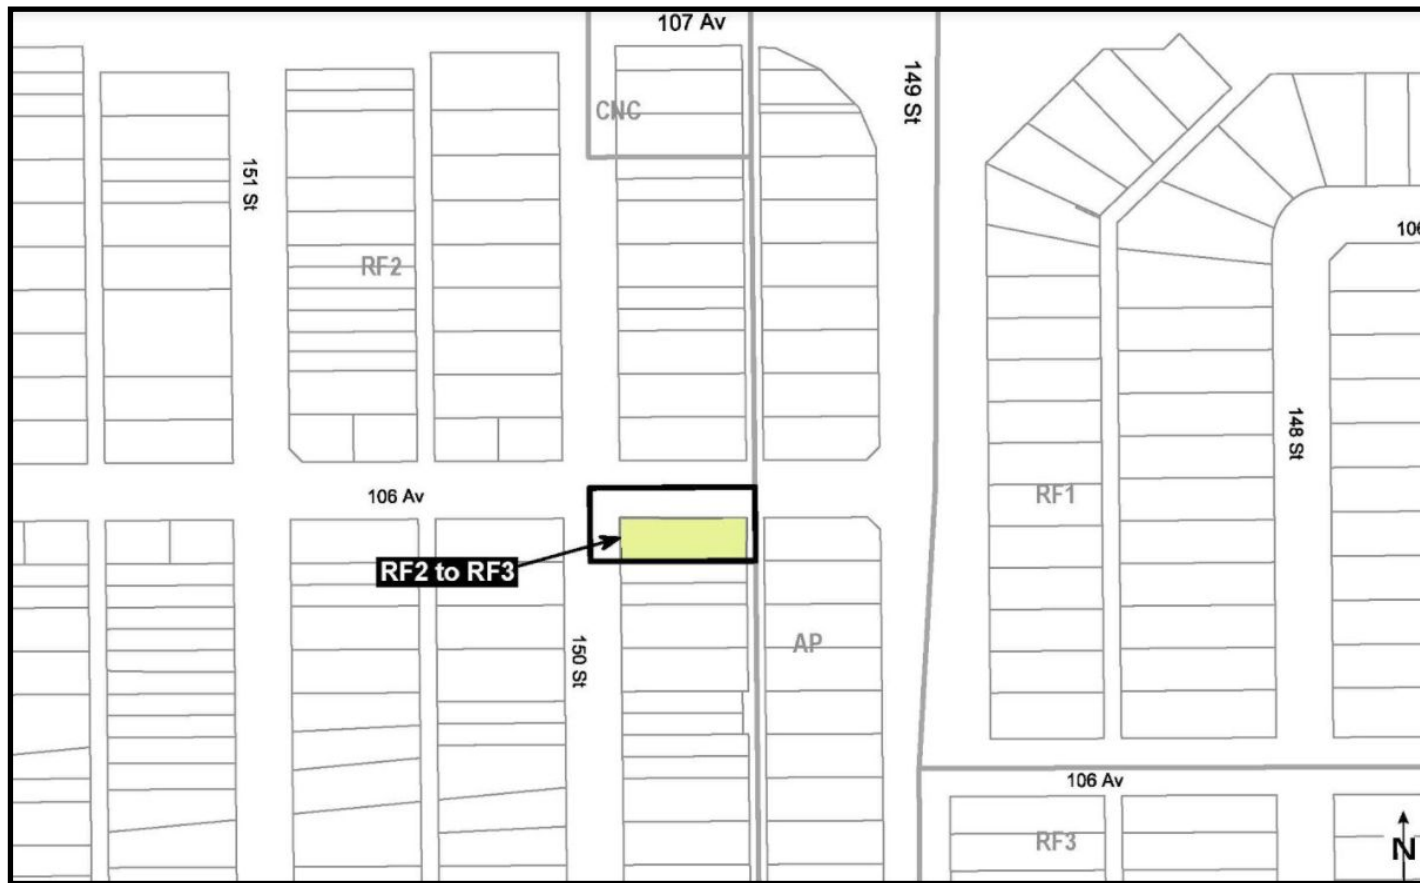 107 Av
149 St
CNC
151 St
106
RF2
148 St
106 Av
RF1
RF2 to RF3
150 St
AP
106 Av
RF3
N